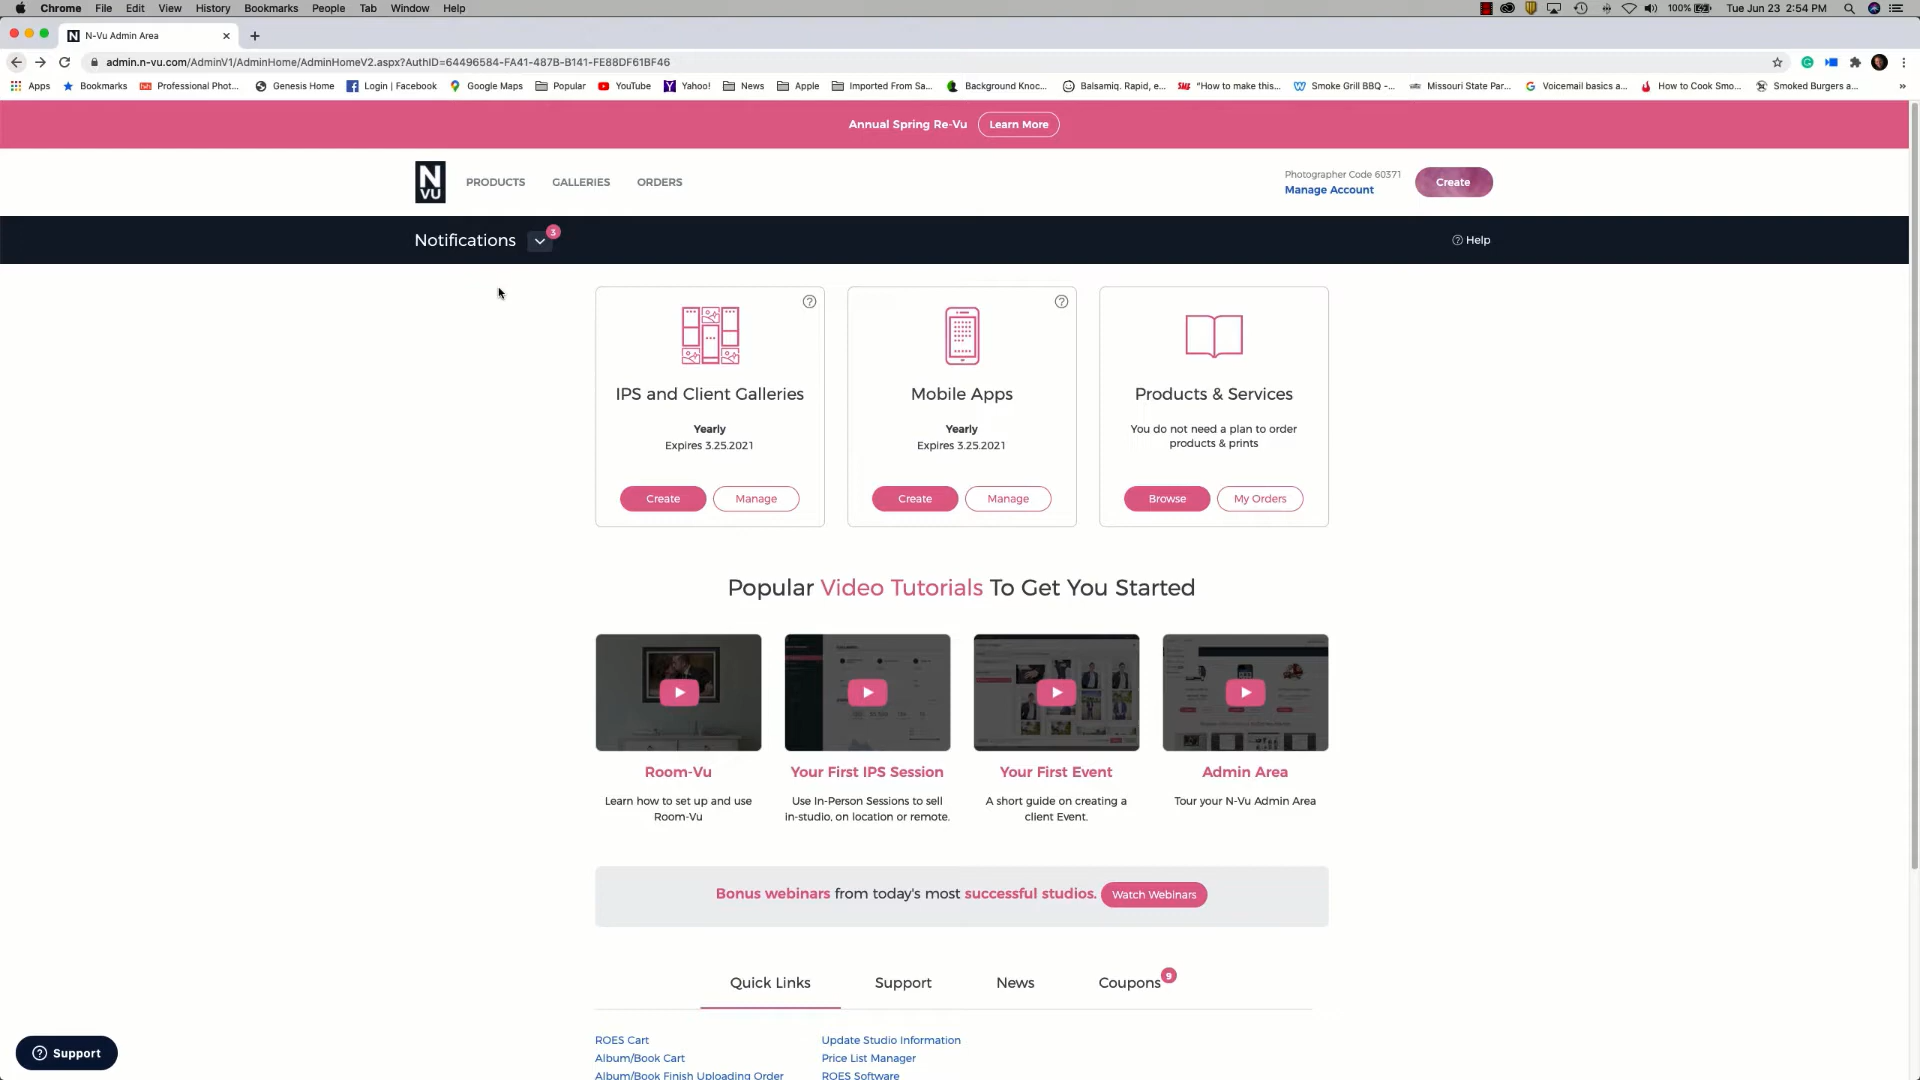 Chrome File Edit View History Bookmarks People Tab Window Help
100% Tue Jun 23 2:54 PM
N-Vu Admin Area
admin.n-vu.com/AdminV1/AdminHome/AdminHomeV2.aspx?AuthID=64496584-FA41-487B-B141-FE88DF61BF46
Apps Bookmarks Professional Phot... Genesis Home Login | Facebook Google Maps Popular YouTube Yahoo! News Apple Imported From Sa... Background Knoc... Balsamiq. Rapid, e... "How to make this... Smoke Grill BBQ -... Missouri State Par... Voicemail basics a... How to Cook Smo... Smoked Burgers a... »
Annual Spring Re-Vu Learn More
N
VU
PRODUCTS GALLERIES ORDERS
Photographer Code 60371
Manage Account
Create
Notifications 3
Help
IPS and Client Galleries
Yearly
Expires 3.25.2021
Create Manage
Mobile Apps
Yearly
Expires 3.25.2021
Create Manage
Products & Services
You do not need a plan to order
products & prints
Browse My Orders
Popular Video Tutorials To Get You Started
Room-Vu
Learn how to set up and use
Room-Vu
Your First IPS Session
Use In-Person Sessions to sell
in-studio, on location or remote.
Your First Event
A short guide on creating a
client Event.
Admin Area
Tour your N-Vu Admin Area
Bonus webinars from today's most successful studios. Watch Webinars
Quick Links Support News Coupons 9
ROES Cart
Album/Book Cart
Album/Book Finish Uploading Order
Update Studio Information
Price List Manager
ROES Software
Support